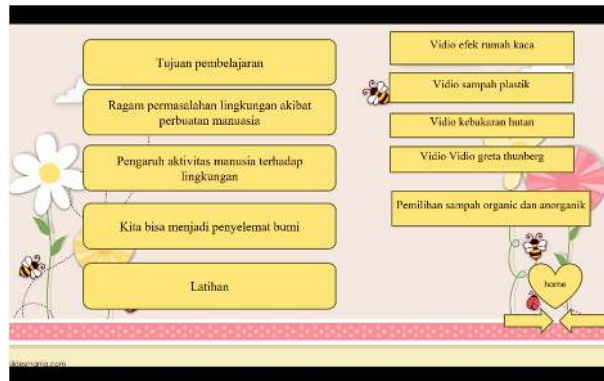 Tujuan pembelajaran
Ragam permasalahan lingkungan akibat
perbuatan manuasia
Pengaruh aktivitas manusia terhadap
lingkungan
Kita bisa menjadi penyelemat bumi
Latihan
Vidio efek rumah kaca
Vidio sampah plastik
Vidio kebakaran hutan
Vidio Vidio greta thunberg
Pemilihan sampah organic dan anorganik
home